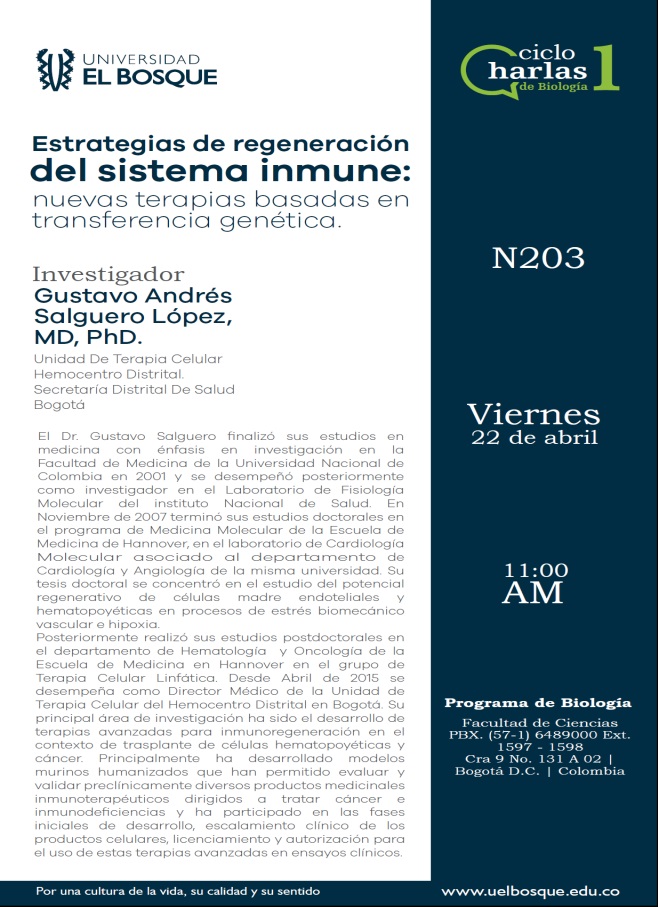 UNIVERSIDAD
EL BOSQUE
ciclo
harlas
de Biología
1
Estrategias de regeneración
del sistema inmune:
nuevas terapias basadas en
transferencia genética.
N203
Investigador
Gustavo Andrés
Salguero López,
MD, PhD.
Unidad De Terapia Celular
Hemocentro Distrital.
Secretaría Distrital De Salud
Bogotá
Viernes
22 de abril
El Dr. Gustavo Salguero finalizó sus estudios en
medicina con énfasis en investigación en la
Facultad de Medicina de la Universidad Nacional de
Colombia en 2001 y se desempeñó posteriormente
como investigador en el Laboratorio de Fisiología
Molecular del instituto Nacional de Salud. En
Noviembre de 2007 terminó sus estudios doctorales en
el programa de Medicina Molecular de la Escuela de
Medicina de Hannover, en el laboratorio de Cardiología
Molecular asociado al departamento de
Cardiología y Angiología de la misma universidad. Su
tesis doctoral se concentró en el estudio del potencial
regenerativo de células madre endoteliales y
hematopoyéticas en procesos de estrés biomecánico
vascular e hipoxia.
Posteriormente realizó sus estudios postdoctorales en
el departamento de Hematología y Oncología de la
Escuela de Medicina en Hannover en el grupo de
Terapia Celular Linfática. Desde Abril de 2015 se
desempeña como Director Médico de la Unidad de
Terapia Celular del Hemocentro Distrital en Bogotá. Su
principal área de investigación ha sido el desarrollo de
terapias avanzadas para inmunoregeneración en el
contexto de trasplante de células hematopoyéticas y
cáncer. Principalmente ha desarrollado modelos
murinos humanizados que han permitido evaluar y
validar preclínicamente diversos productos medicinales
inmunoterapéuticos dirigidos a tratar cáncer e
inmunodeficiencias y ha participado en las fases
iniciales de desarrollo, escalamiento clínico de los
productos celulares, licenciamiento y autorización para
el uso de estas terapias avanzadas en ensayos clínicos.
11:00
AM
Programa de Biología
Facultad de Ciencias
PBX. (57-1) 6489000 Ext.
1597 - 1598
Cra 9 No. 131 A 02 |
Bogotá D.C. | Colombia
Por una cultura de la vida, su calidad y su sentido
www.uelbosque.edu.co